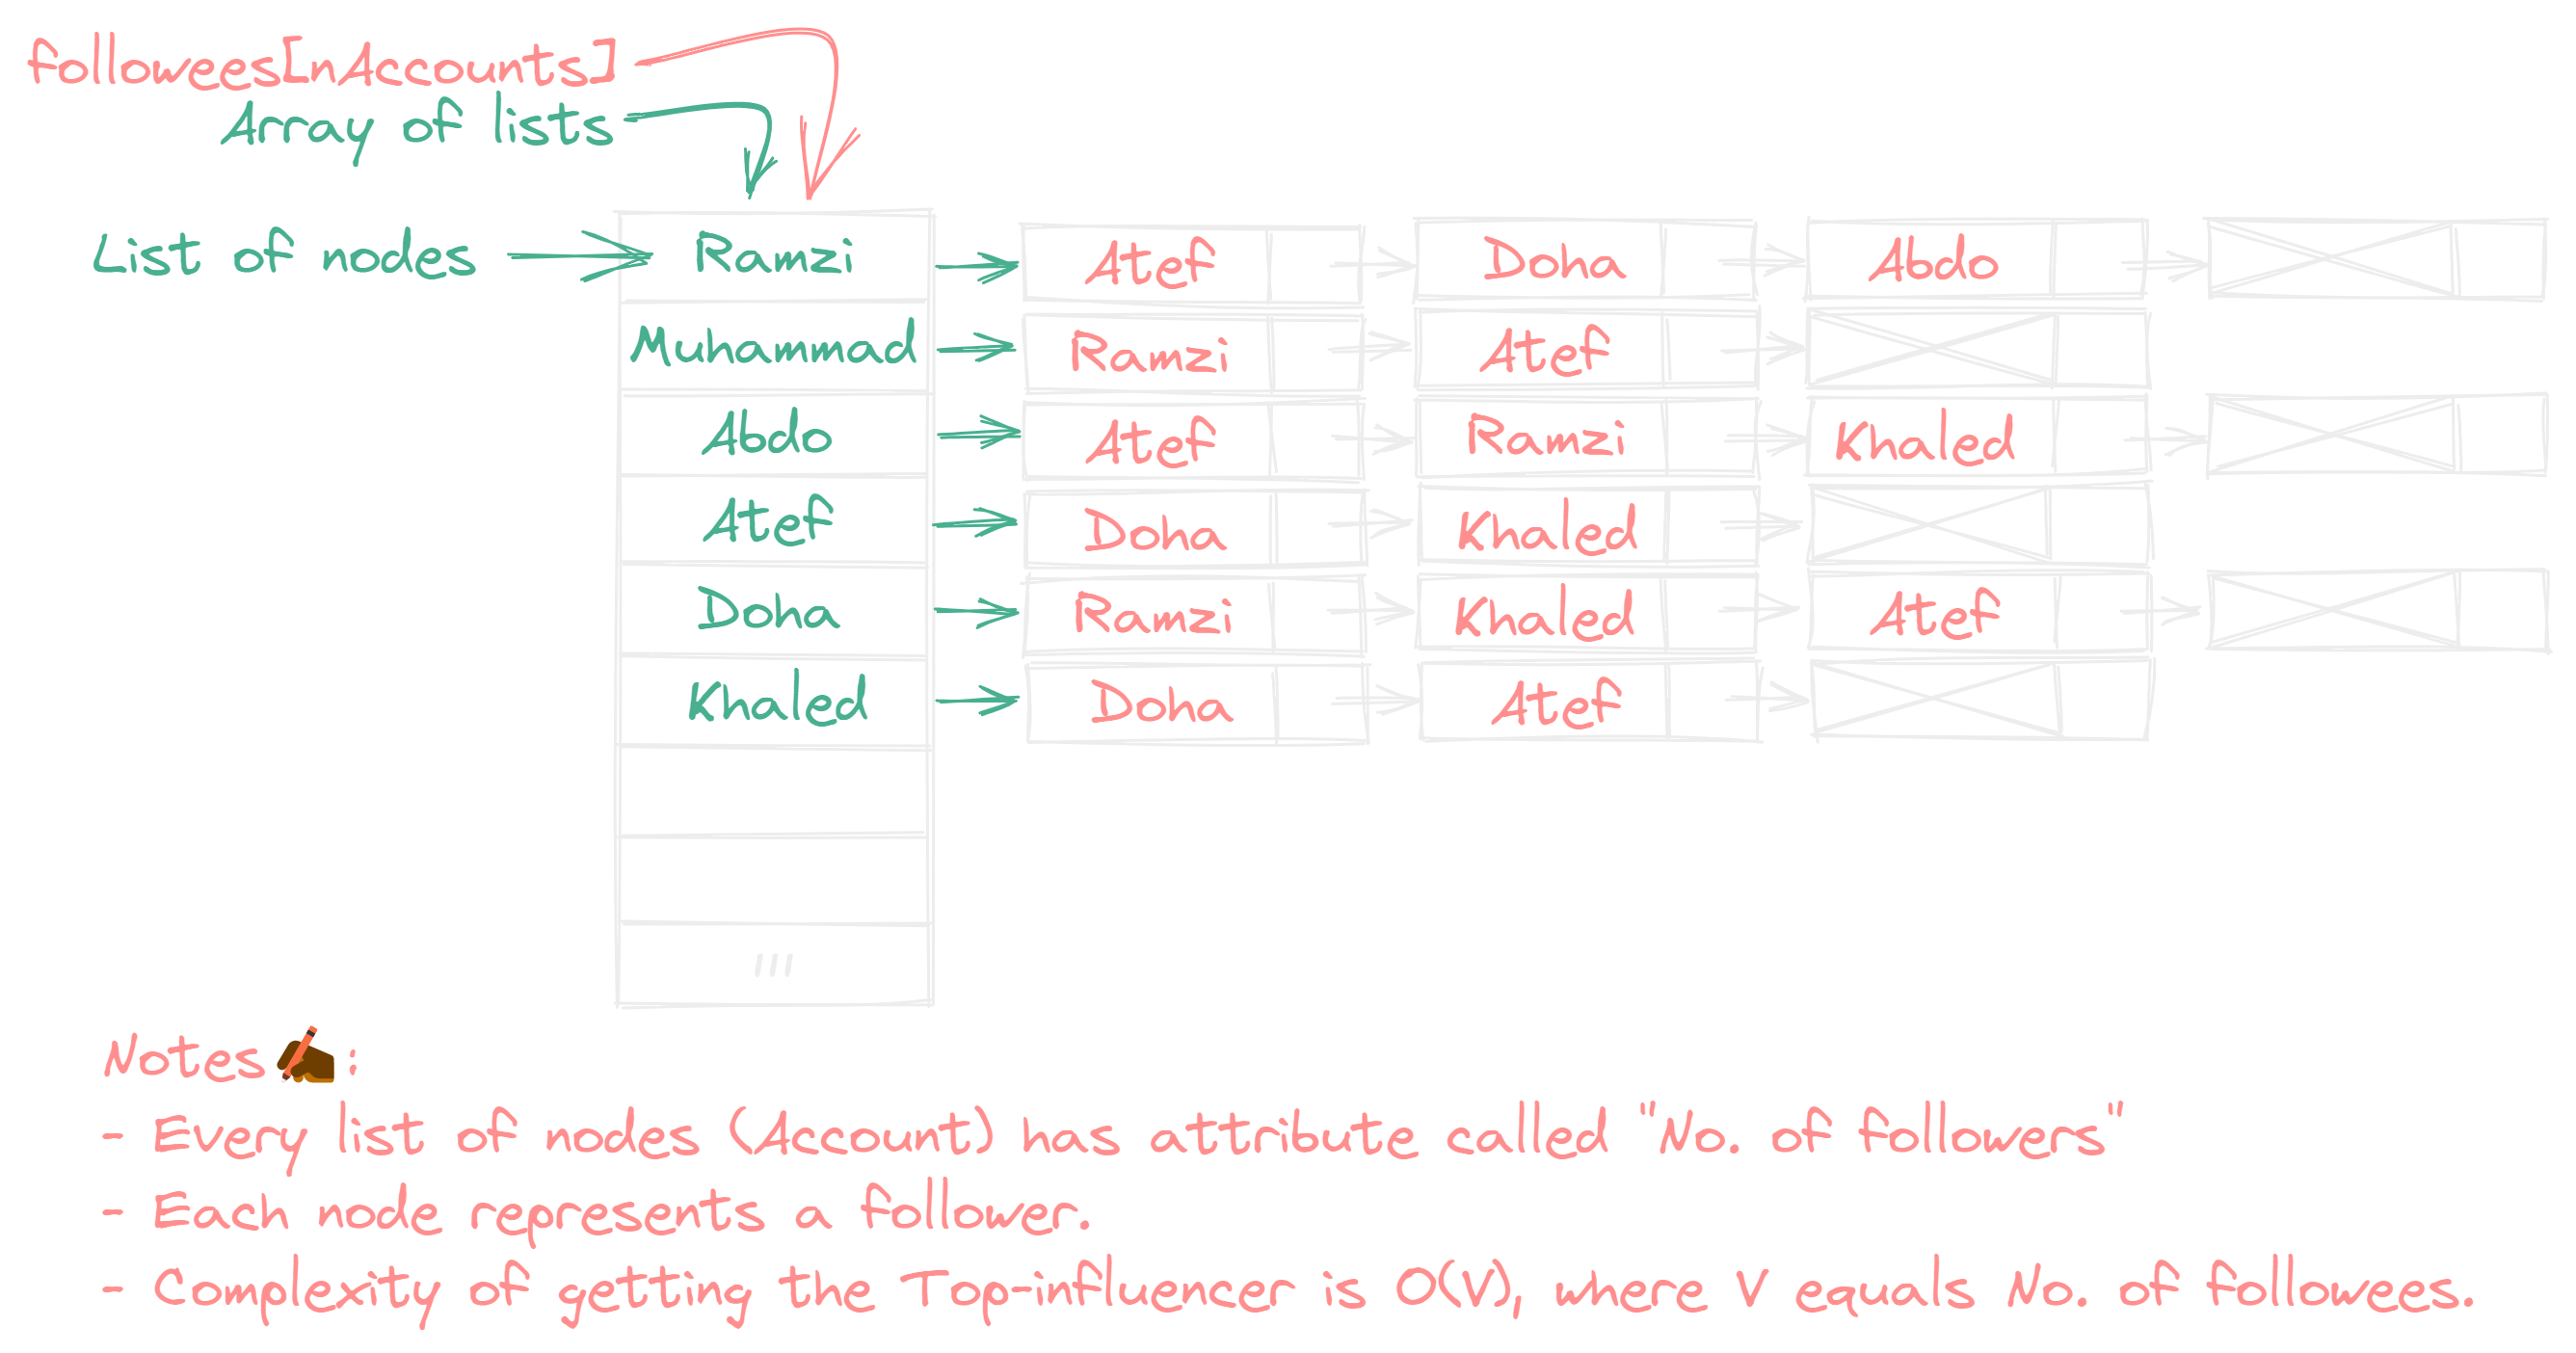 followees[nAccounts]
Array of lists
List of nodes
Ramzi Atef Doha Abdo
Muhammad Ramzi Atef
Abdo Atef Ramzi Khaled
Atef Doha Khaled
Doha Ramzi Khaled Atef
Khaled Doha Atef
...
Notes✍🏾:
- Every list of nodes (Account) has attribute called "No. of followers"
- Each node represents a follower.
- Complexity of getting the Top-influencer is O(V), where V equals No. of followees.